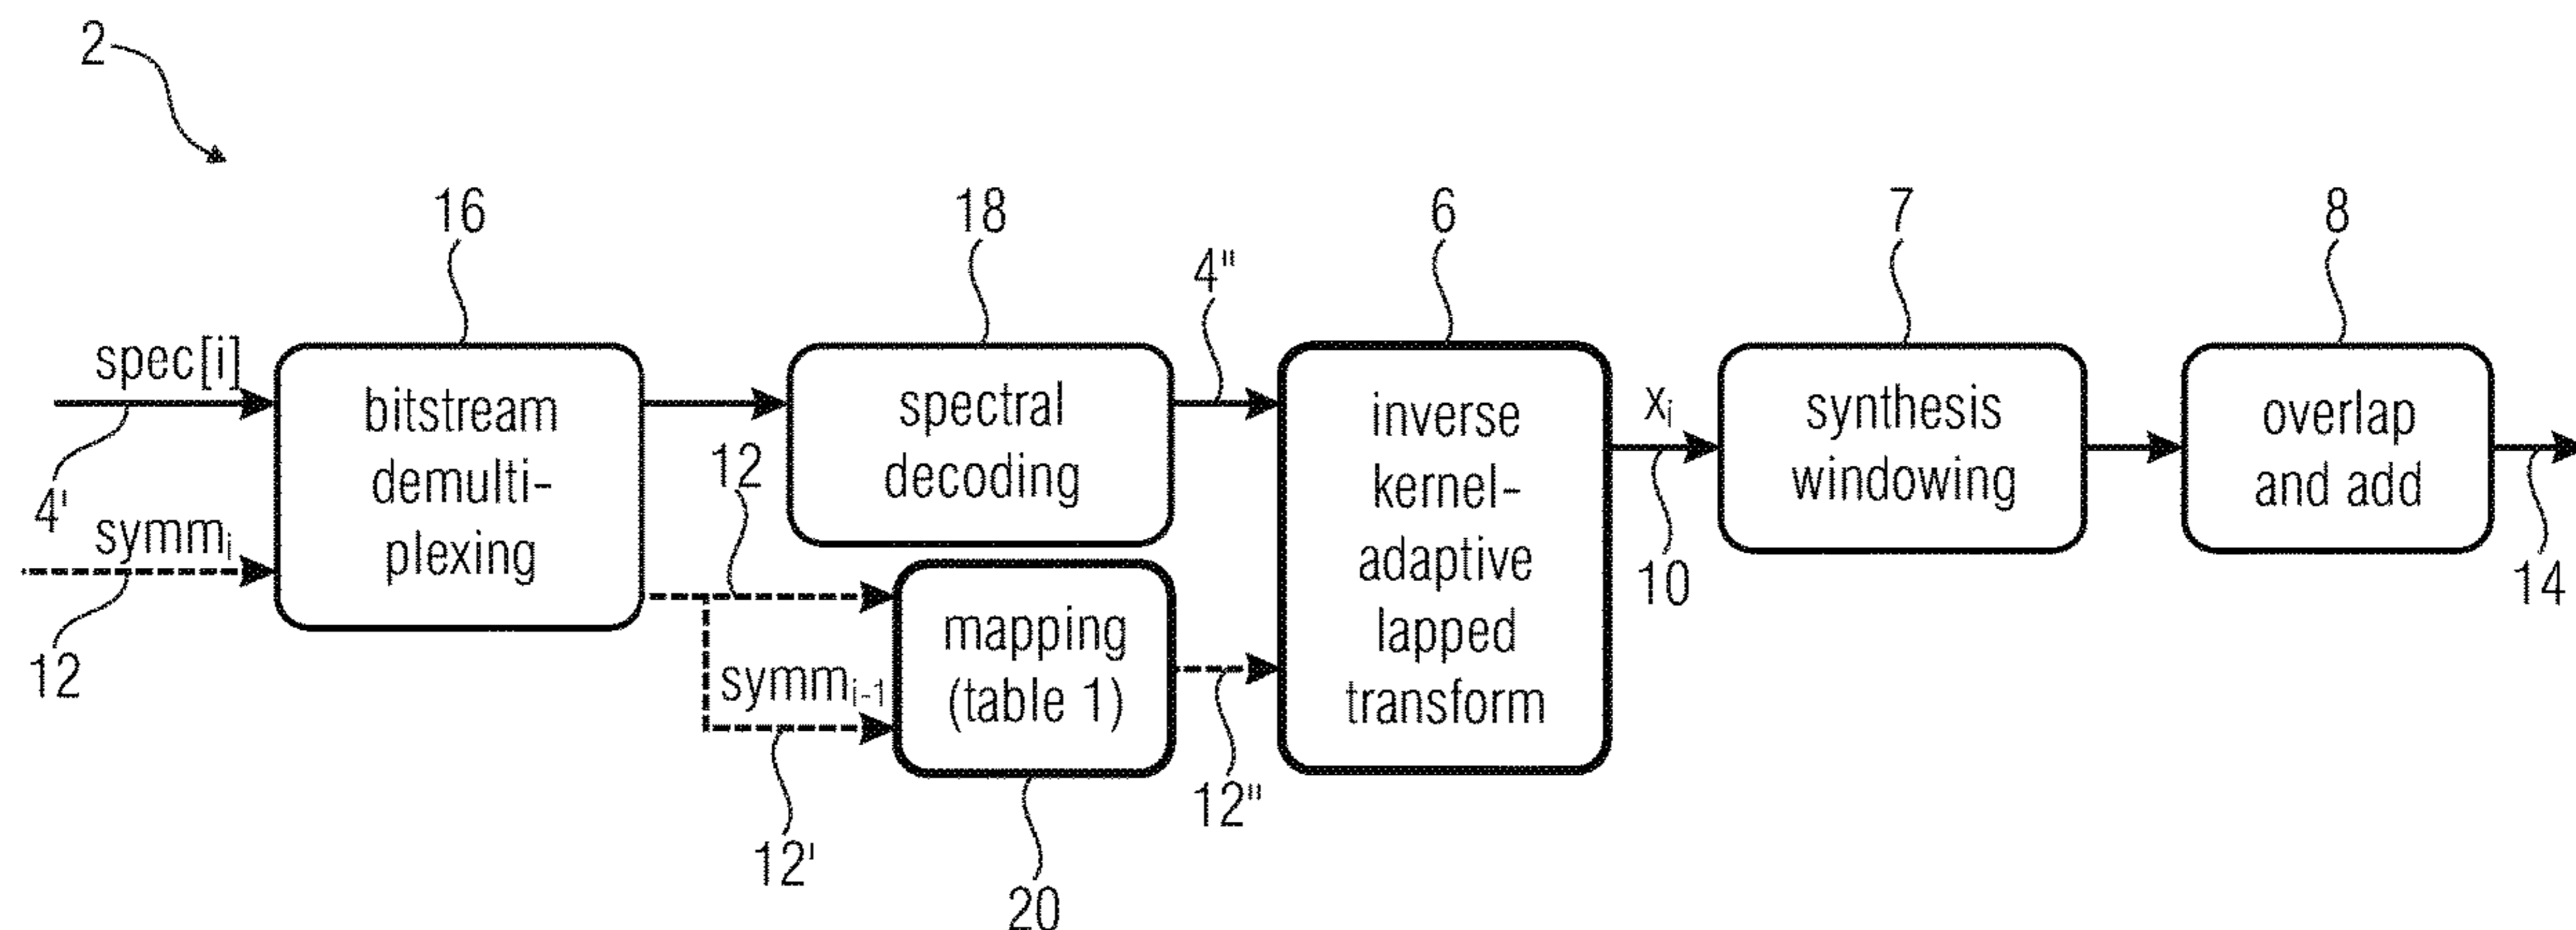 2
16
18
6
7
8
4"
spec[i]
4'
symmᵢ
12
bitstream
demulti-
plexing
12
symmᵢ₋₁
12'
spectral
decoding
mapping
(table 1)
20
12"
inverse
kernel-
adaptive
lapped
transform
xᵢ
10
synthesis
windowing
overlap
and add
14